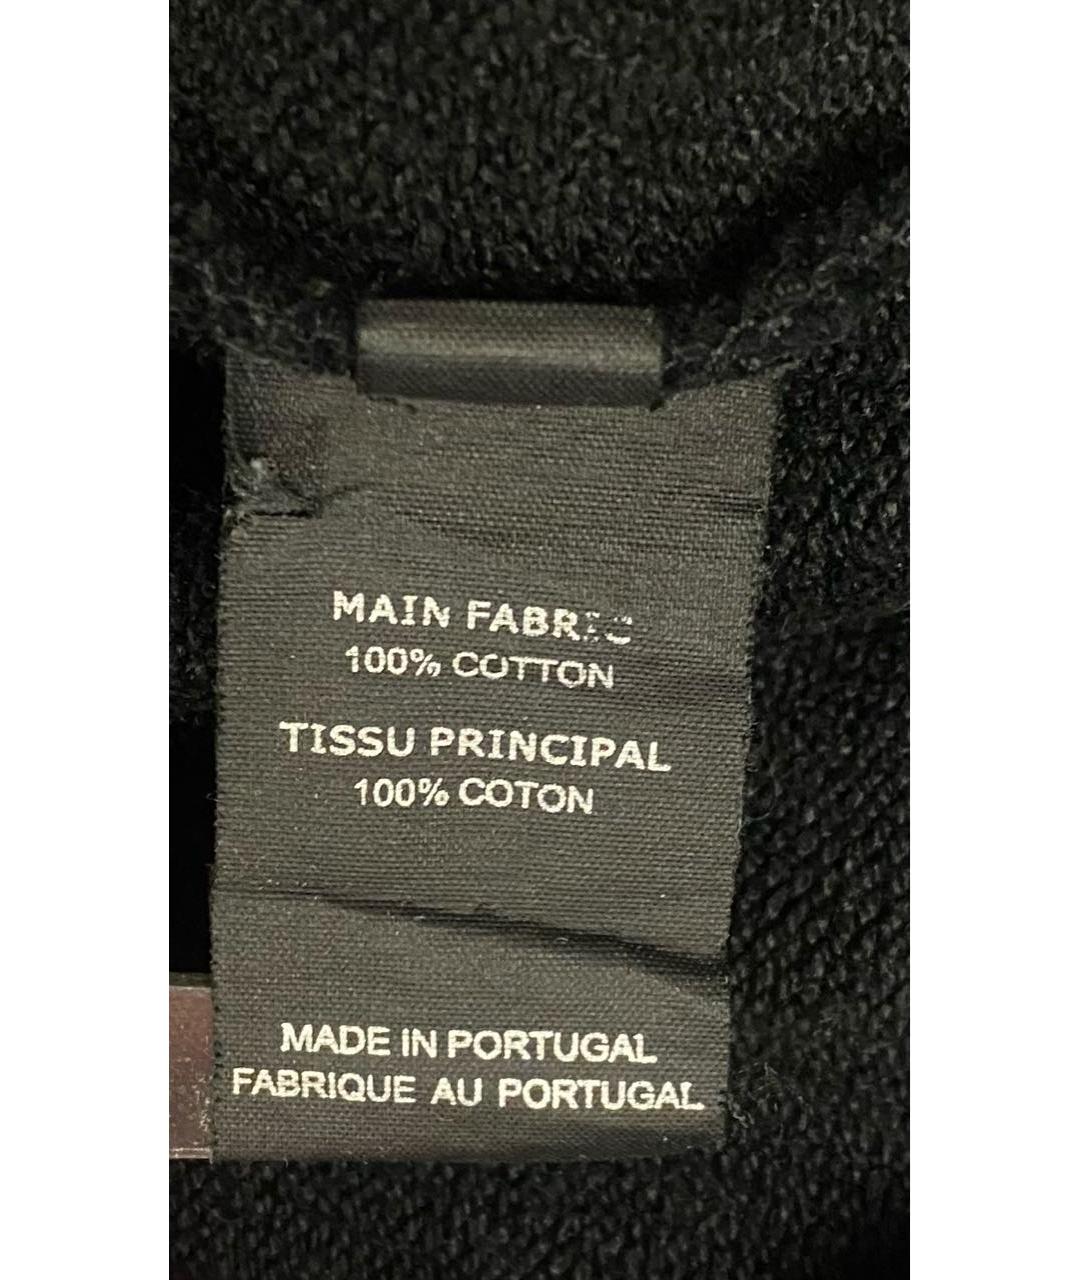 MAIN FABRIC
100% COTTON
TISSU PRINCIPAL
100% COTON
MADE IN PORTUGAL
FABRIQUE AU PORTUGAL